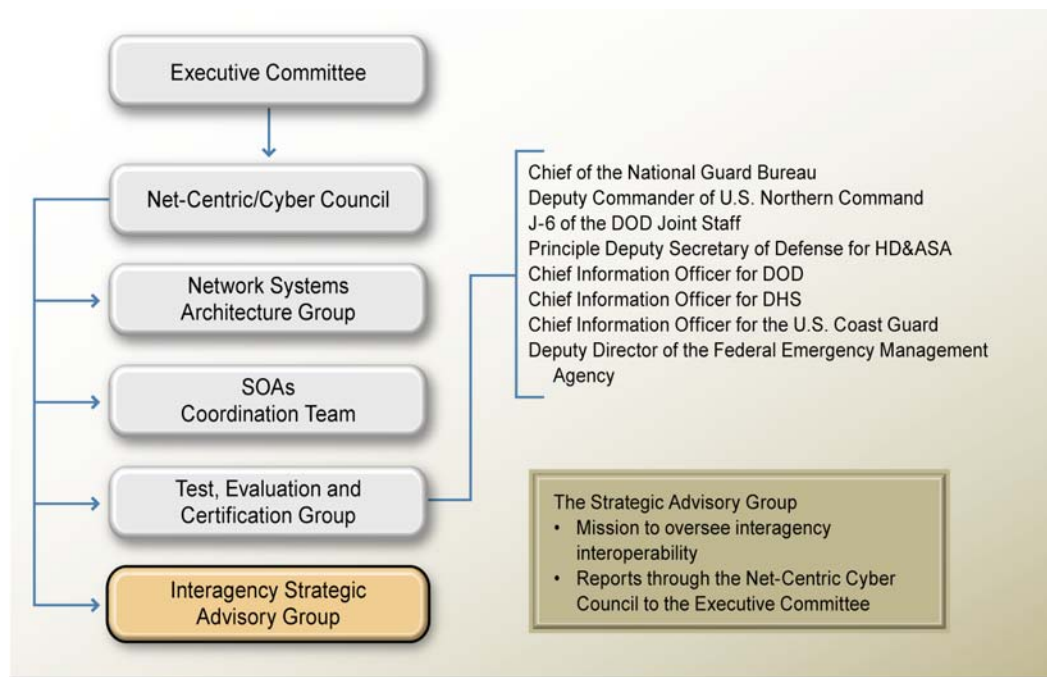 Executive Committee
Net-Centric/Cyber Council
Network Systems
Architecture Group
SOAs
Coordination Team
Test, Evaluation and
Certification Group
Interagency Strategic
Advisory Group
Chief of the National Guard Bureau
Deputy Commander of U.S. Northern Command
J-6 of the DOD Joint Staff
Principle Deputy Secretary of Defense for HD&ASA
Chief Information Officer for DOD
Chief Information Officer for DHS
Chief Information Officer for the U.S. Coast Guard
Deputy Director of the Federal Emergency Management
Agency
The Strategic Advisory Group
• Mission to oversee interagency
interoperability
• Reports through the Net-Centric Cyber
Council to the Executive Committee